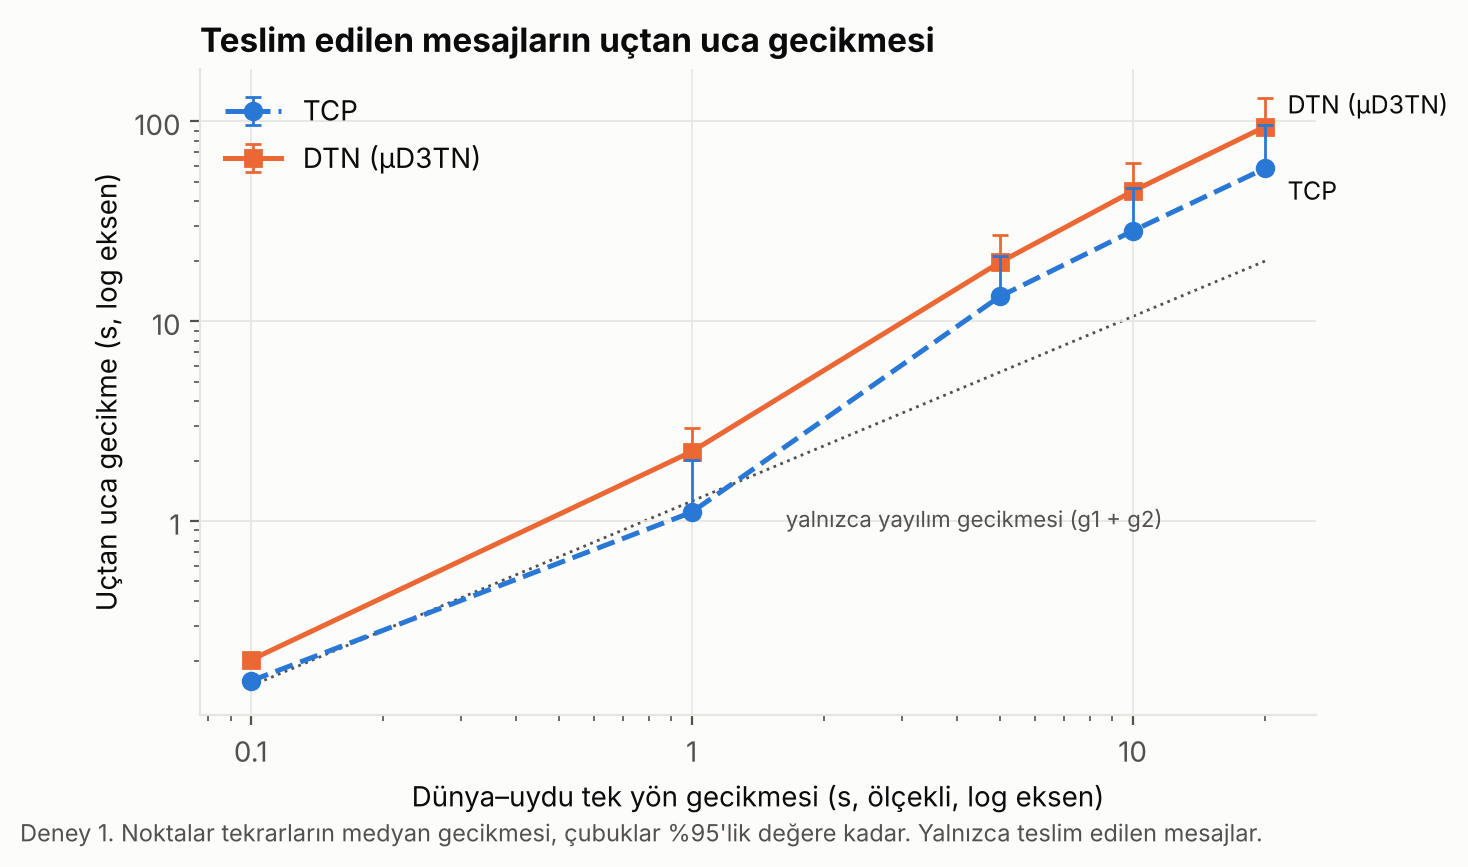 Teslim edilen mesajların uçtan uca gecikmesi
TCP
DTN (µD3TN)
DTN (µD3TN)
TCP
yalnızca yayılım gecikmesi (g1 + g2)
100
10
1
Uçtan uca gecikme (s, log eksen)
0.1
1
10
Dünya–uydu tek yön gecikmesi (s, ölçekli, log eksen)
Deney 1. Noktalar tekrarların medyan gecikmesi, çubuklar %95'lik değere kadar. Yalnızca teslim edilen mesajlar.